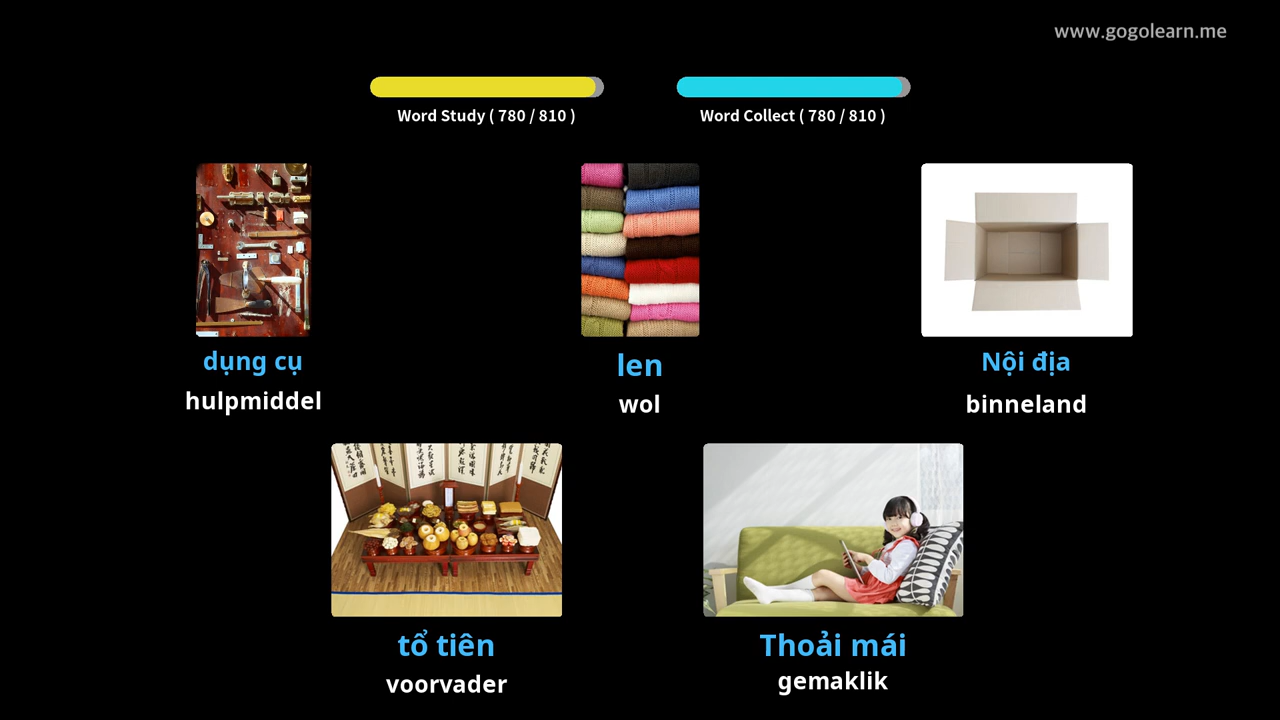 www.gogolearn.me
Word Study ( 780 / 810 )
Word Collect ( 780 / 810 )
dụng cụ
hulpmiddel
len
wol
Nội địa
binneland
tổ tiên
voorvader
Thoải mái
gemaklik